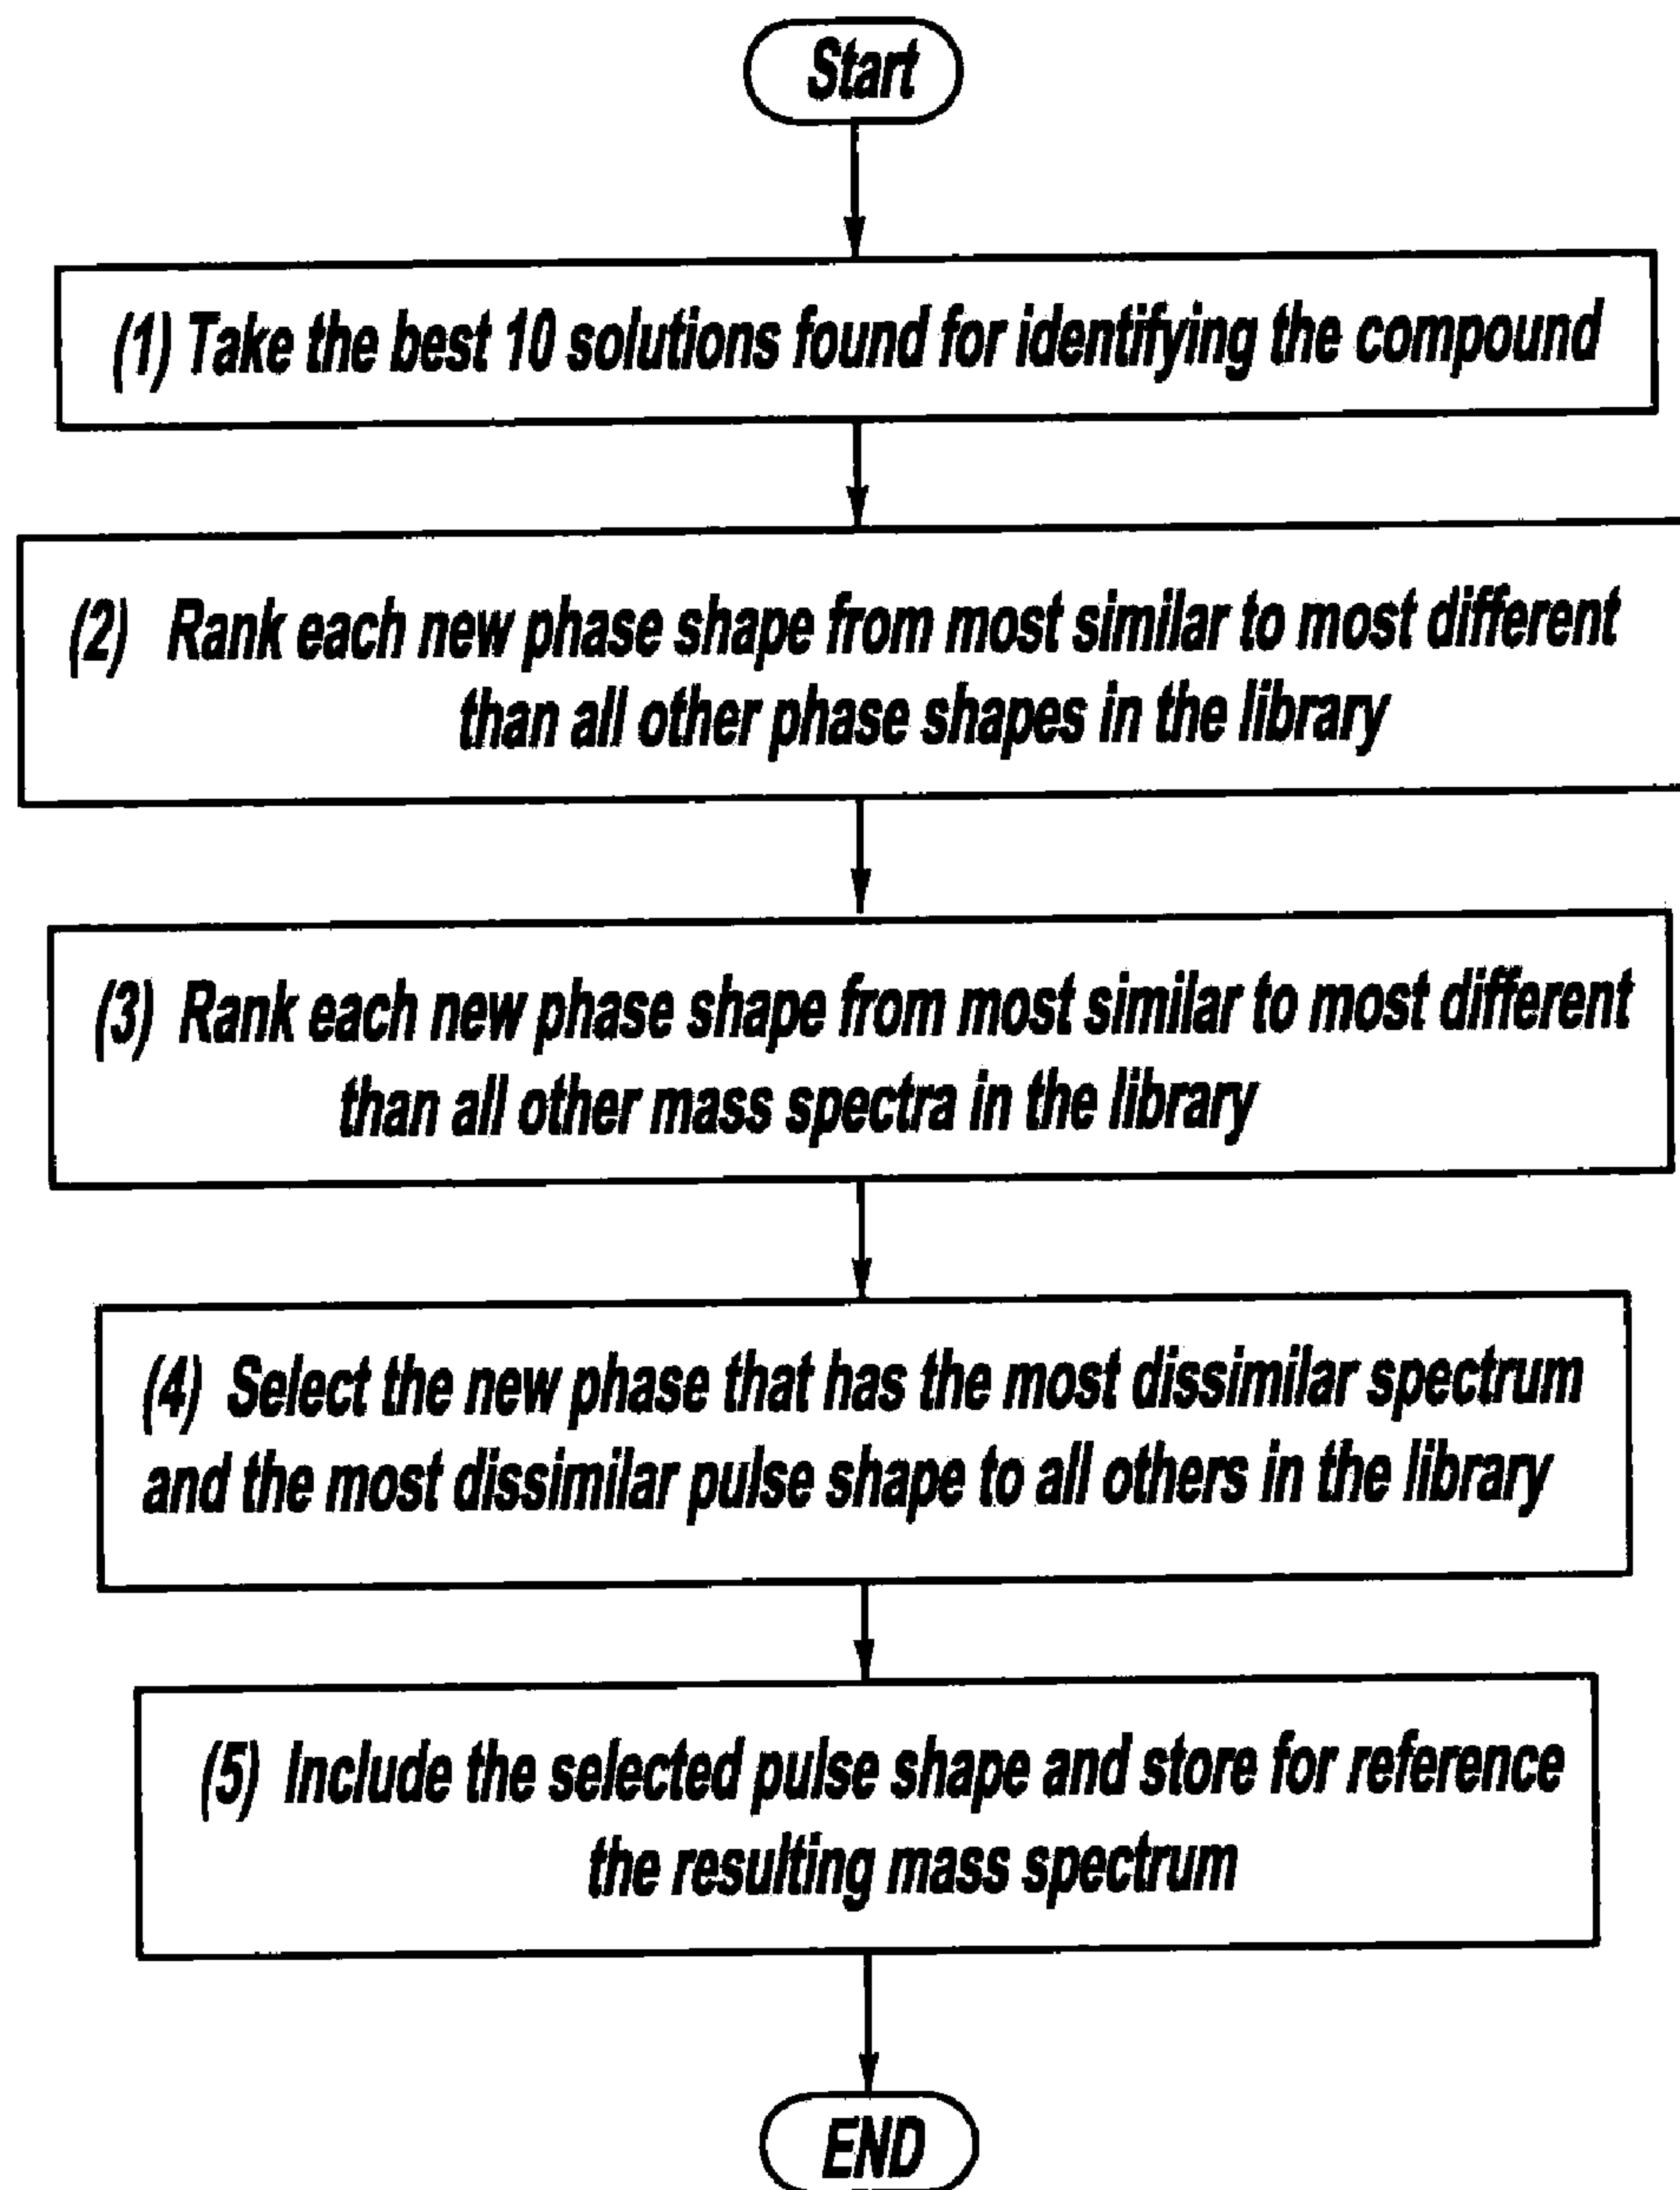 Start
(1) Take the best 10 solutions found for identifying the compound
(2) Rank each new phase shape from most similar to most different
than all other phase shapes in the library
(3) Rank each new phase shape from most similar to most different
than all other mass spectra in the library
(4) Select the new phase that has the most dissimilar spectrum
and the most dissimilar pulse shape to all others in the library
(5) Include the selected pulse shape and store for reference
the resulting mass spectrum
END